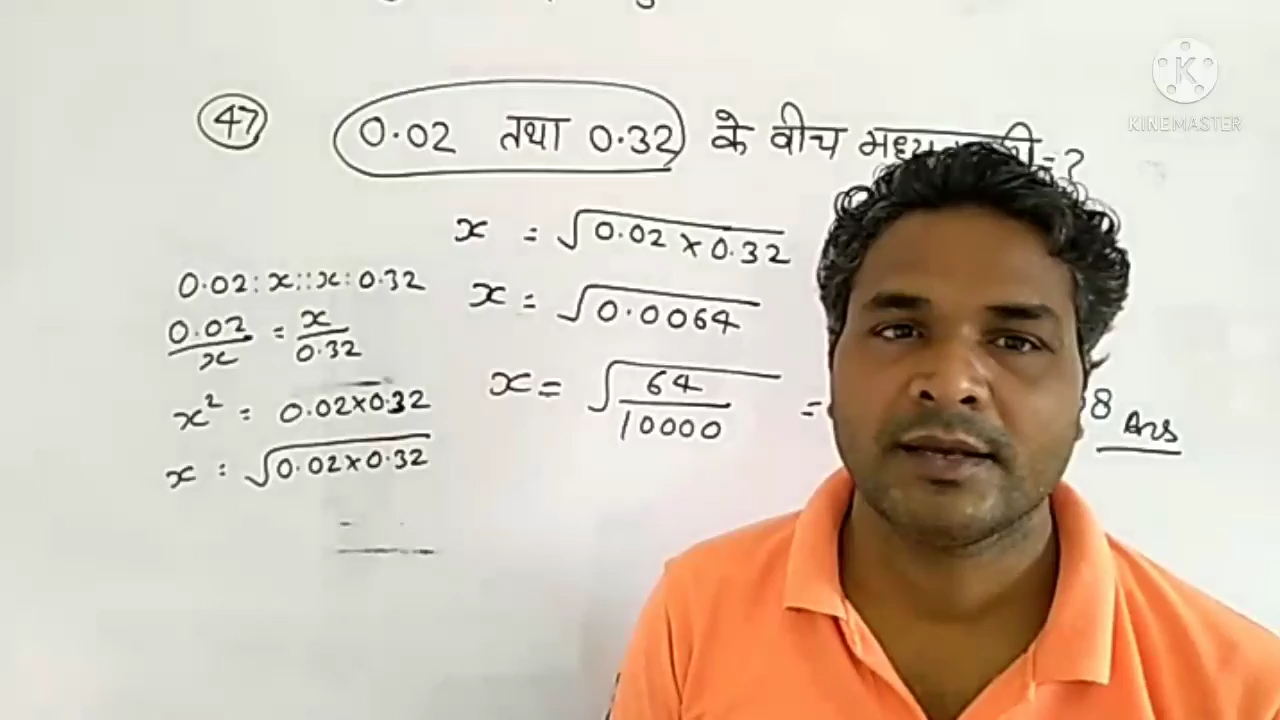 47 0.02 तथा 0.32 के बीच =?
x = √0.02 × 0.32
0.02 : x :: x : 0.32
x = √0.0064
0.02/x = x/0.32
x = √64/10000 = 8 Ans
x² = 0.02×0.32
x = √0.02×0.32
KINEMASTER